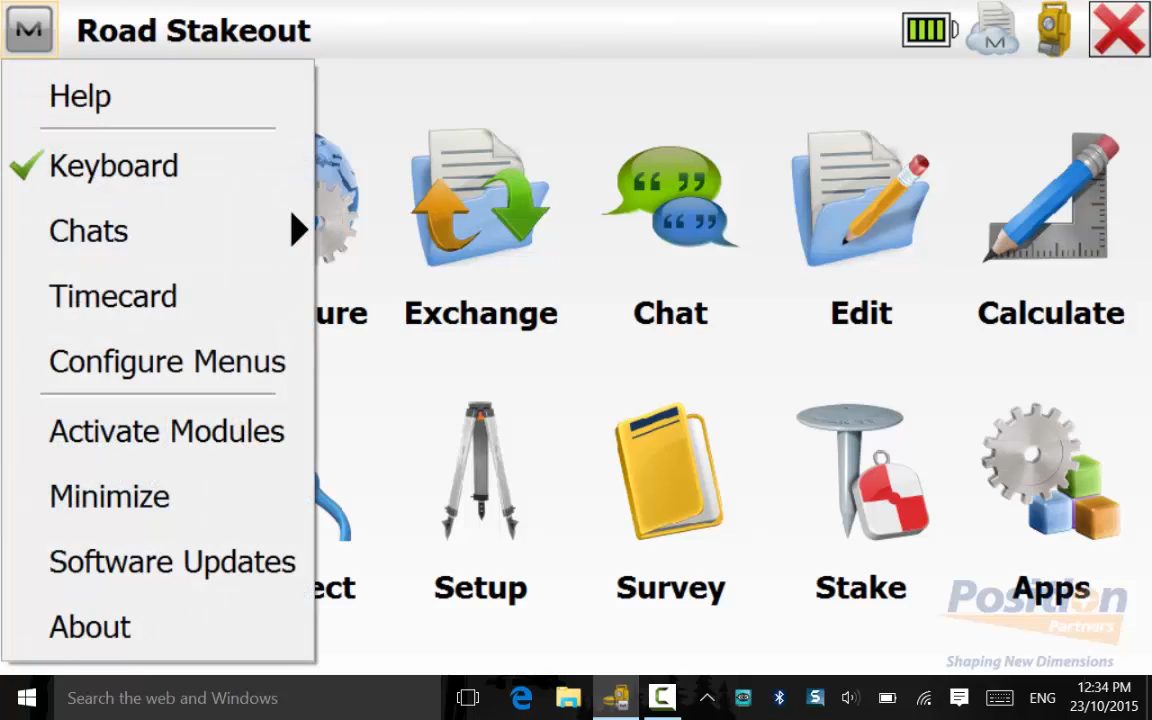 Road Stakeout
Help
Keyboard
Chats
Timecard
Configure Menus
Activate Modules
Minimize
Software Updates
About
ure
Exchange
Chat
Edit
Calculate
ect
Setup
Survey
Stake
Apps
Position
Partners
Shaping New Dimensions
Search the web and Windows
ENG
12:34 PM
23/10/2015